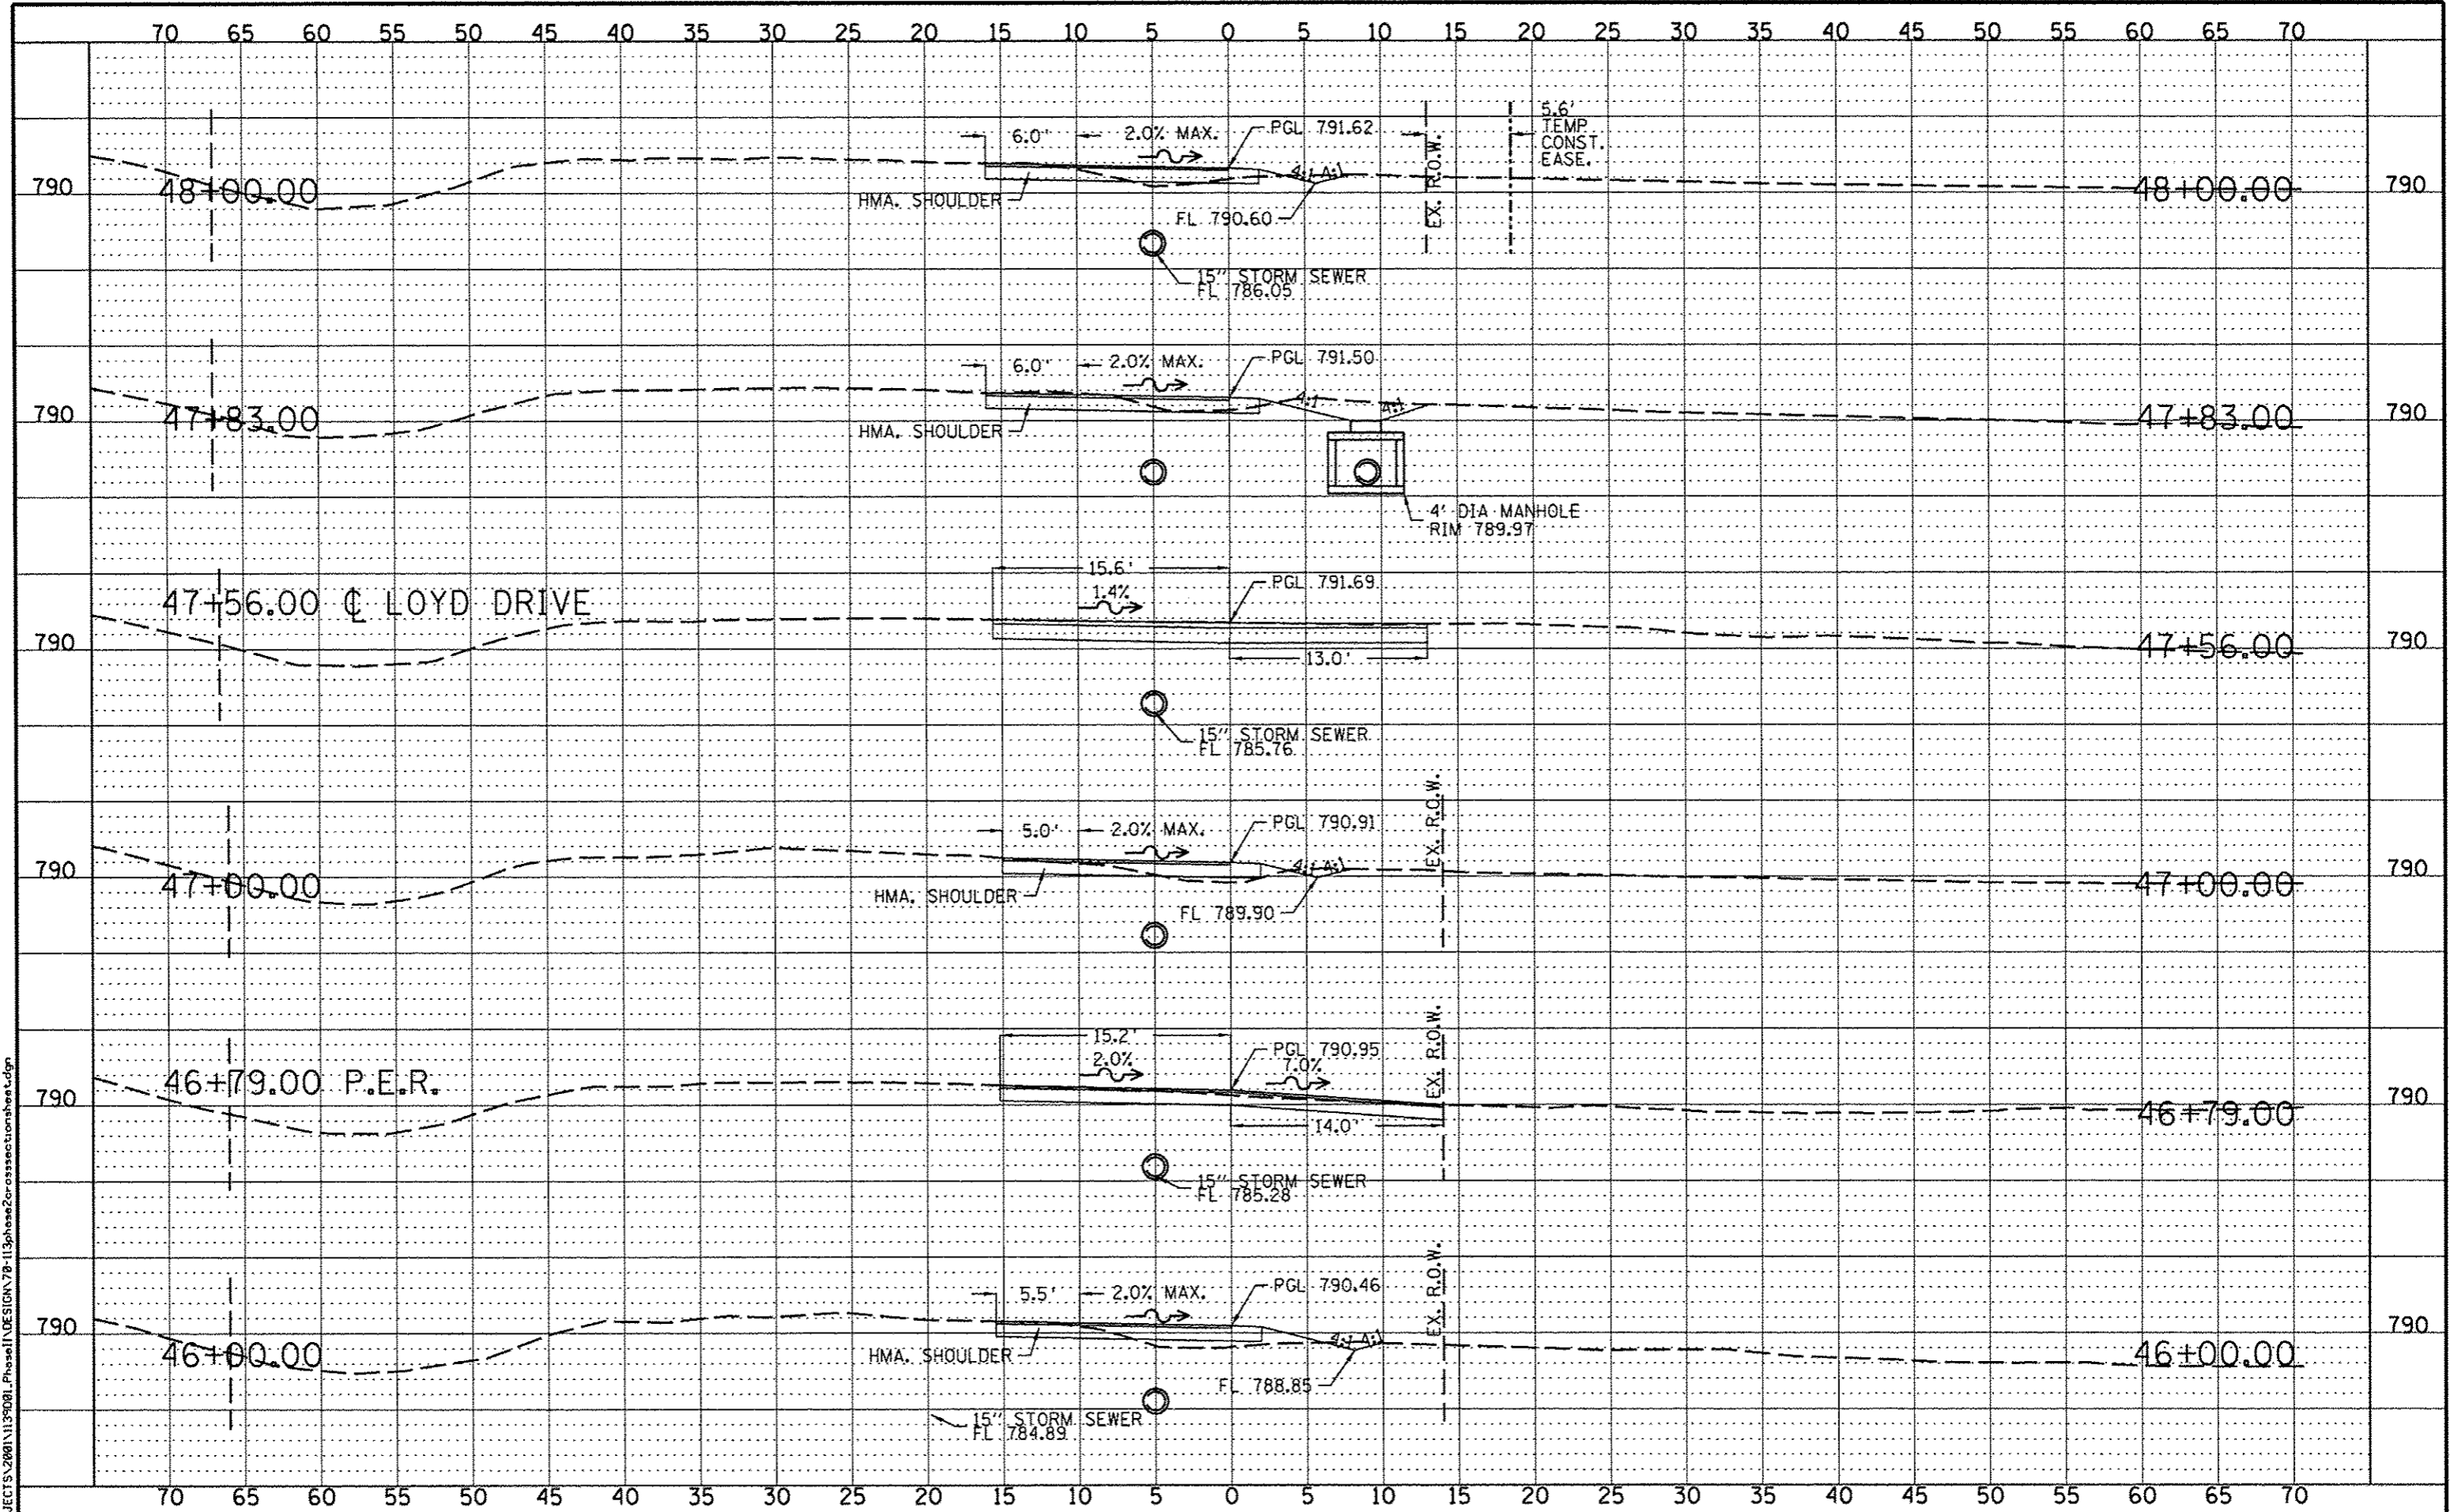 70 65 60 55 50 45 40 35 30 25 20 15 10 5 0 5 10 15 20 25 30 35 40 45 50 55 60 65 70
5.6'
TEMP
CONST.
EASE.
6.0' 2.0% MAX. PGL 791.62
EX. R.O.W.
790 48+00.00 48+00.00 790
4:1 4:1
HMA. SHOULDER
FL 790.60
15" STORM SEWER
FL 786.05
6.0' 2.0% MAX. PGL 791.50
790 47+83.00 47+83.00 790
4:1 4:1
HMA. SHOULDER
4' DIA MANHOLE
RIM 789.97
15.6' PGL 791.69
1.4%
47+56.00 ℄ LOYD DRIVE
790 47+56.00 790
13.0'
15" STORM SEWER
FL 785.76
EX. R.O.W.
5.0' 2.0% MAX. PGL 790.91
790 47+00.00 47+00.00 790
4:1 4:1
HMA. SHOULDER
FL 789.90
EX. R.O.W.
15.2' PGL 790.95
2.0% 7.0%
46+79.00 P.E.R.
790 46+79.00 790
14.0'
15" STORM SEWER
FL 785.28
EX. R.O.W.
5.5' 2.0% MAX. PGL 790.46
790 790
46+00.00 46+00.00
4:1 4:1
HMA. SHOULDER
FL 788.85
15" STORM SEWER
FL 784.89
70 65 60 55 50 45 40 35 30 25 20 15 10 5 0 5 10 15 20 25 30 35 40 45 50 55 60 65 70
JECTS\2001\1139001_PhaseII\DESIGN\70-113phase2crosssectionsheet.dgn